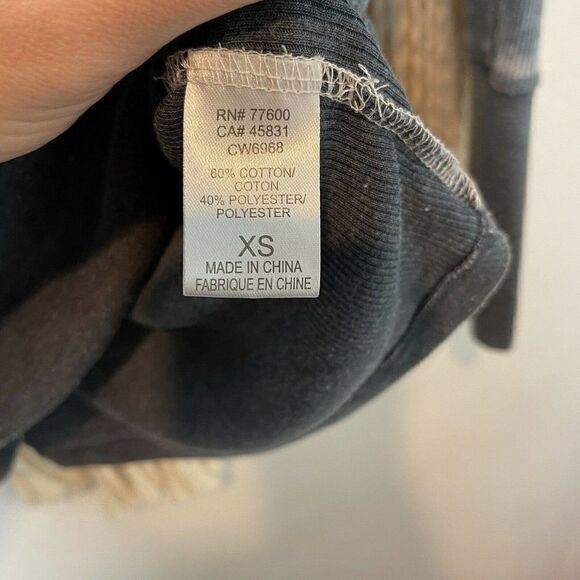 RN# 77600
CA# 45831
CW6968
60% COTTON/
COTON
40% POLYESTER/
POLYESTER
XS
MADE IN CHINA
FABRIQUE EN CHINE